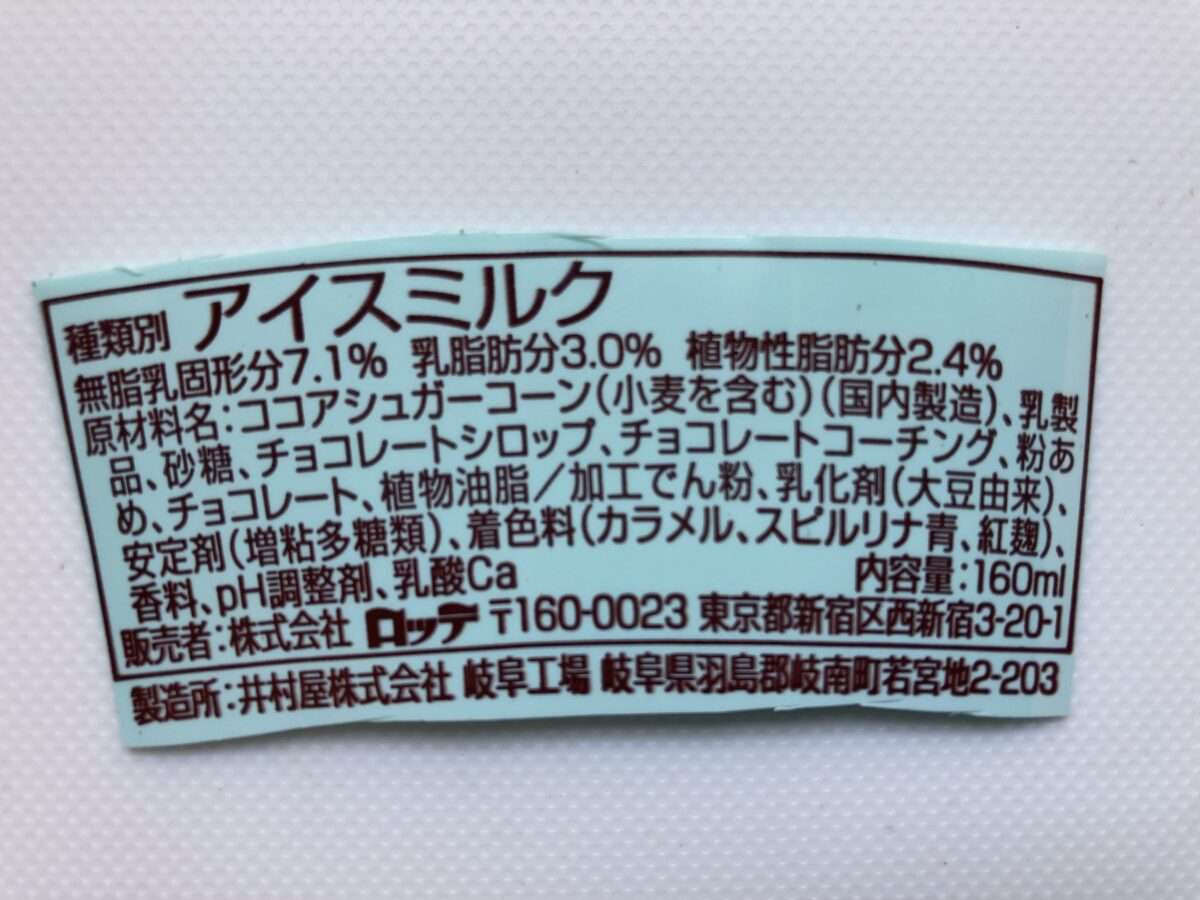 種類別 アイスミルク
無脂乳固形分7.1% 乳脂肪分3.0% 植物性脂肪分2.4%
原材料名:ココアシュガーコーン(小麦を含む)(国内製造)、乳製
品、砂糖、チョコレートシロップ、チョコレートコーチング、粉あ
め、チョコレート、植物油脂/加工でん粉、乳化剤(大豆由来)、
安定剤(増粘多糖類)、着色料(カラメル、スピルリナ青、紅麹)、
香料、pH調整剤、乳酸Ca 内容量:160ml
販売者:株式会社 ロッテ 〒160-0023 東京都新宿区西新宿3-20-1
製造所:井村屋株式会社 岐阜工場 岐阜県羽島郡岐南町若宮地2-203